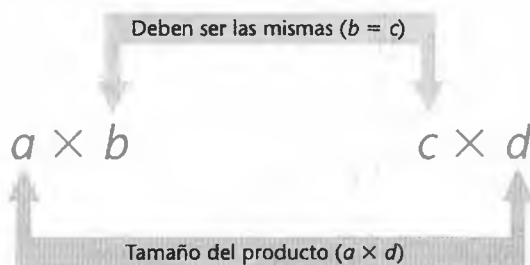 Deben ser las mismas (b = c)
a × b c × d
Tamaño del producto (a × d)